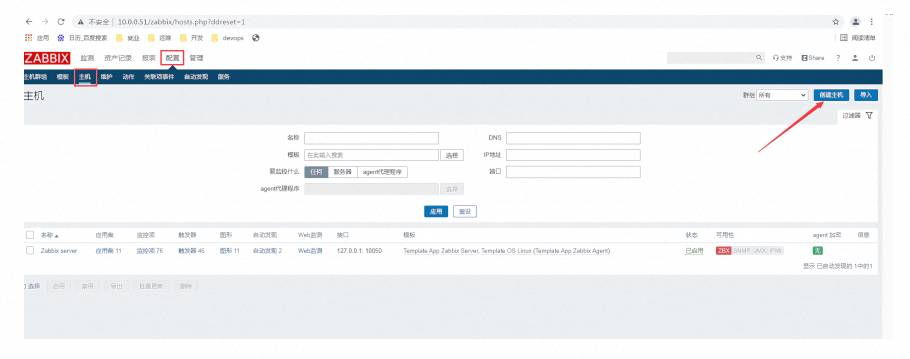 不安全 | 10.0.0.51/zabbix/hosts.php?ddreset=1
应用 日历_百度搜索 就业 运维 开发 devops 阅读清单
ZABBIX 监测 资产记录 报表 配置 管理 支持 Share ?
主机群组 模板 主机 维护 动作 关联项事件 自动发现 服务
主机 群组 所有 创建主机 导入
过滤器
名称 DNS
模板 在此输入搜索 选择 IP地址
要监控什么 任何 服务器 agent代理程序 端口
agent代理程序 选择
应用 重设
名称 应用集 监控项 触发器 图形 自动发现 Web监测 接口 模板 状态 可用性 agent 加密 信息
Zabbix server 应用集 11 监控项 76 触发器 46 图形 11 自动发现 2 Web监测 127.0.0.1: 10050 Template App Zabbix Server, Template OS Linux (Template App Zabbix Agent) 已启用 ZBX SNMP JMX IPMI 无
显示 已自动发现的 1中的1
0 选择 启用 禁用 导出 批量更新 删除